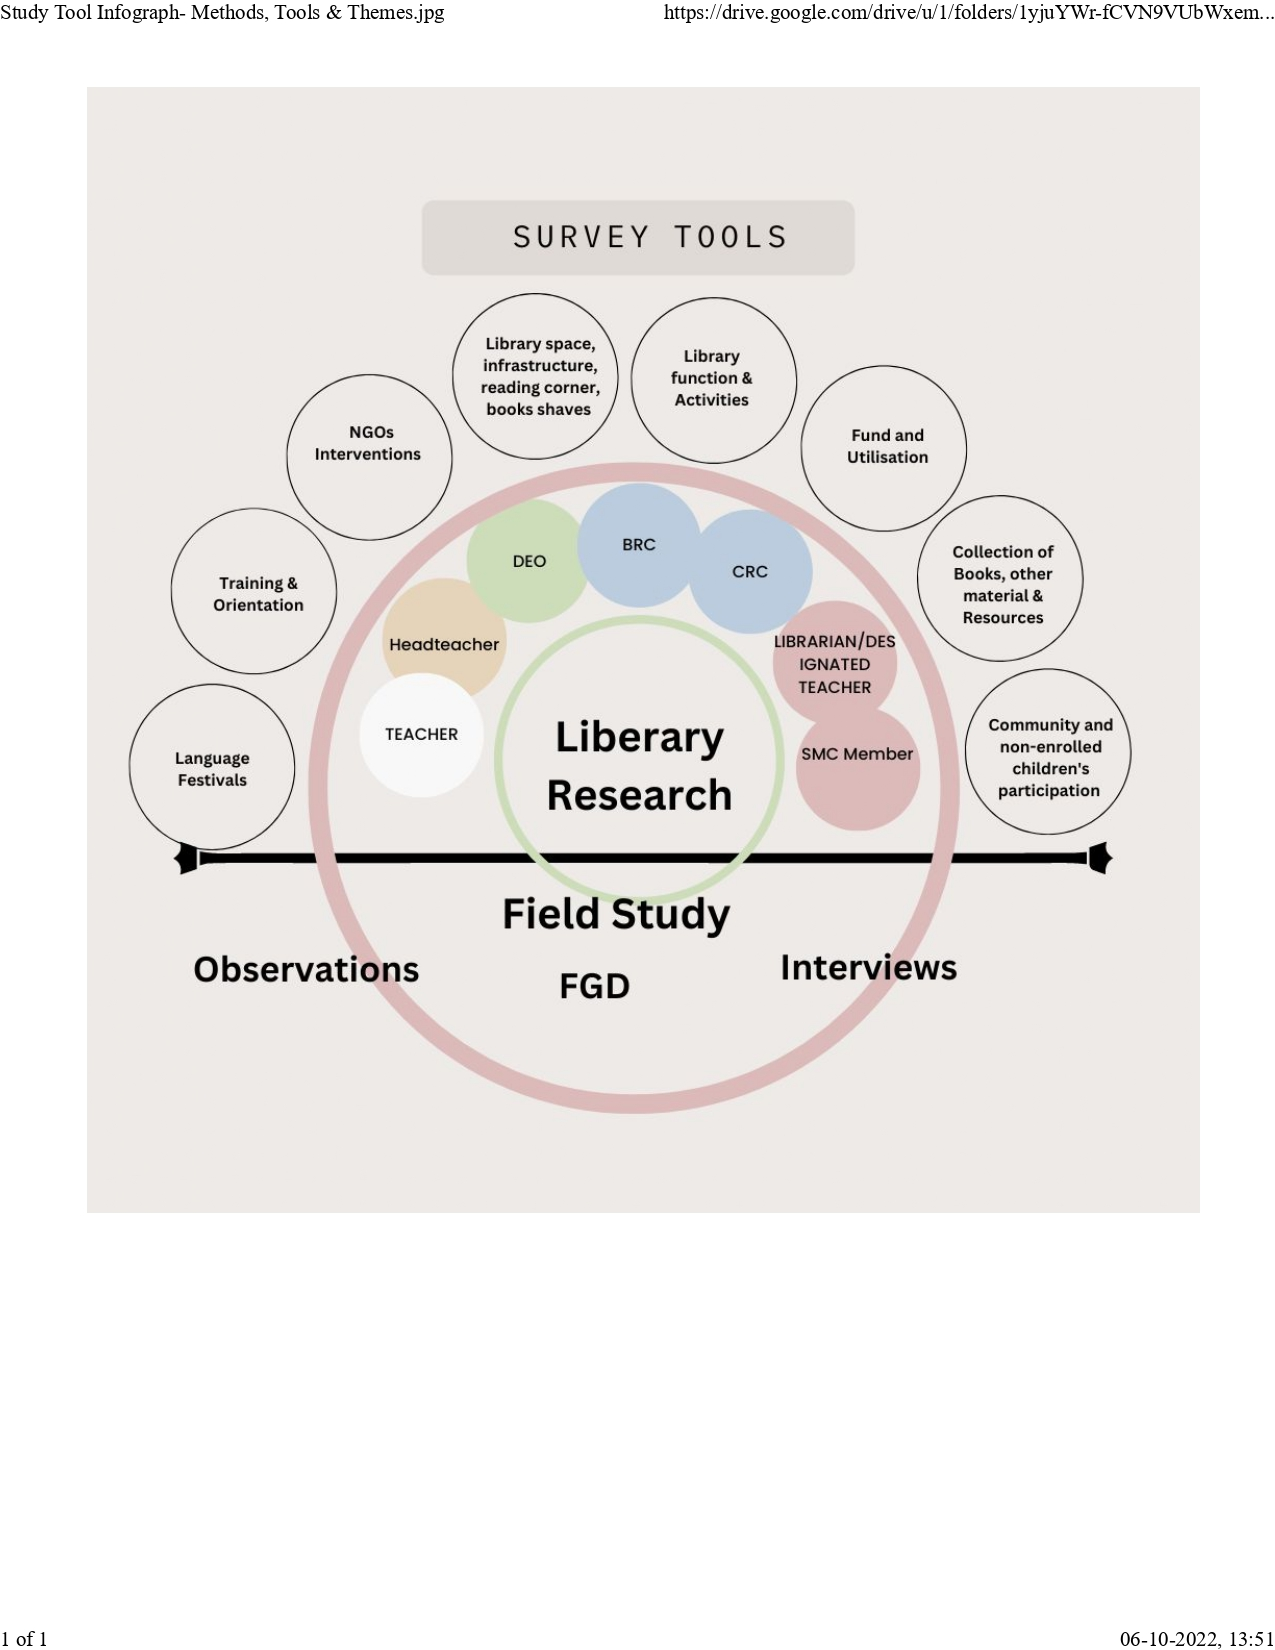 Study Tool Infograph- Methods, Tools & Themes.jpg
https://drive.google.com/drive/u/1/folders/1yjuYWr-fCVN9VUbWxem...
SURVEY TOOLS
Library space,
infrastructure,
reading corner,
books shaves
Library
function &
Activities
NGOs
Interventions
Fund and
Utilisation
Training &
Orientation
Collection of
Books, other
material &
Resources
Language
Festivals
Community and
non-enrolled
children's
participation
DEO
BRC
CRC
Headteacher
LIBRARIAN/DES
IGNATED
TEACHER
TEACHER
SMC Member
Liberary
Research
Field Study
Observations
FGD
Interviews
1 of 1
06-10-2022, 13:51